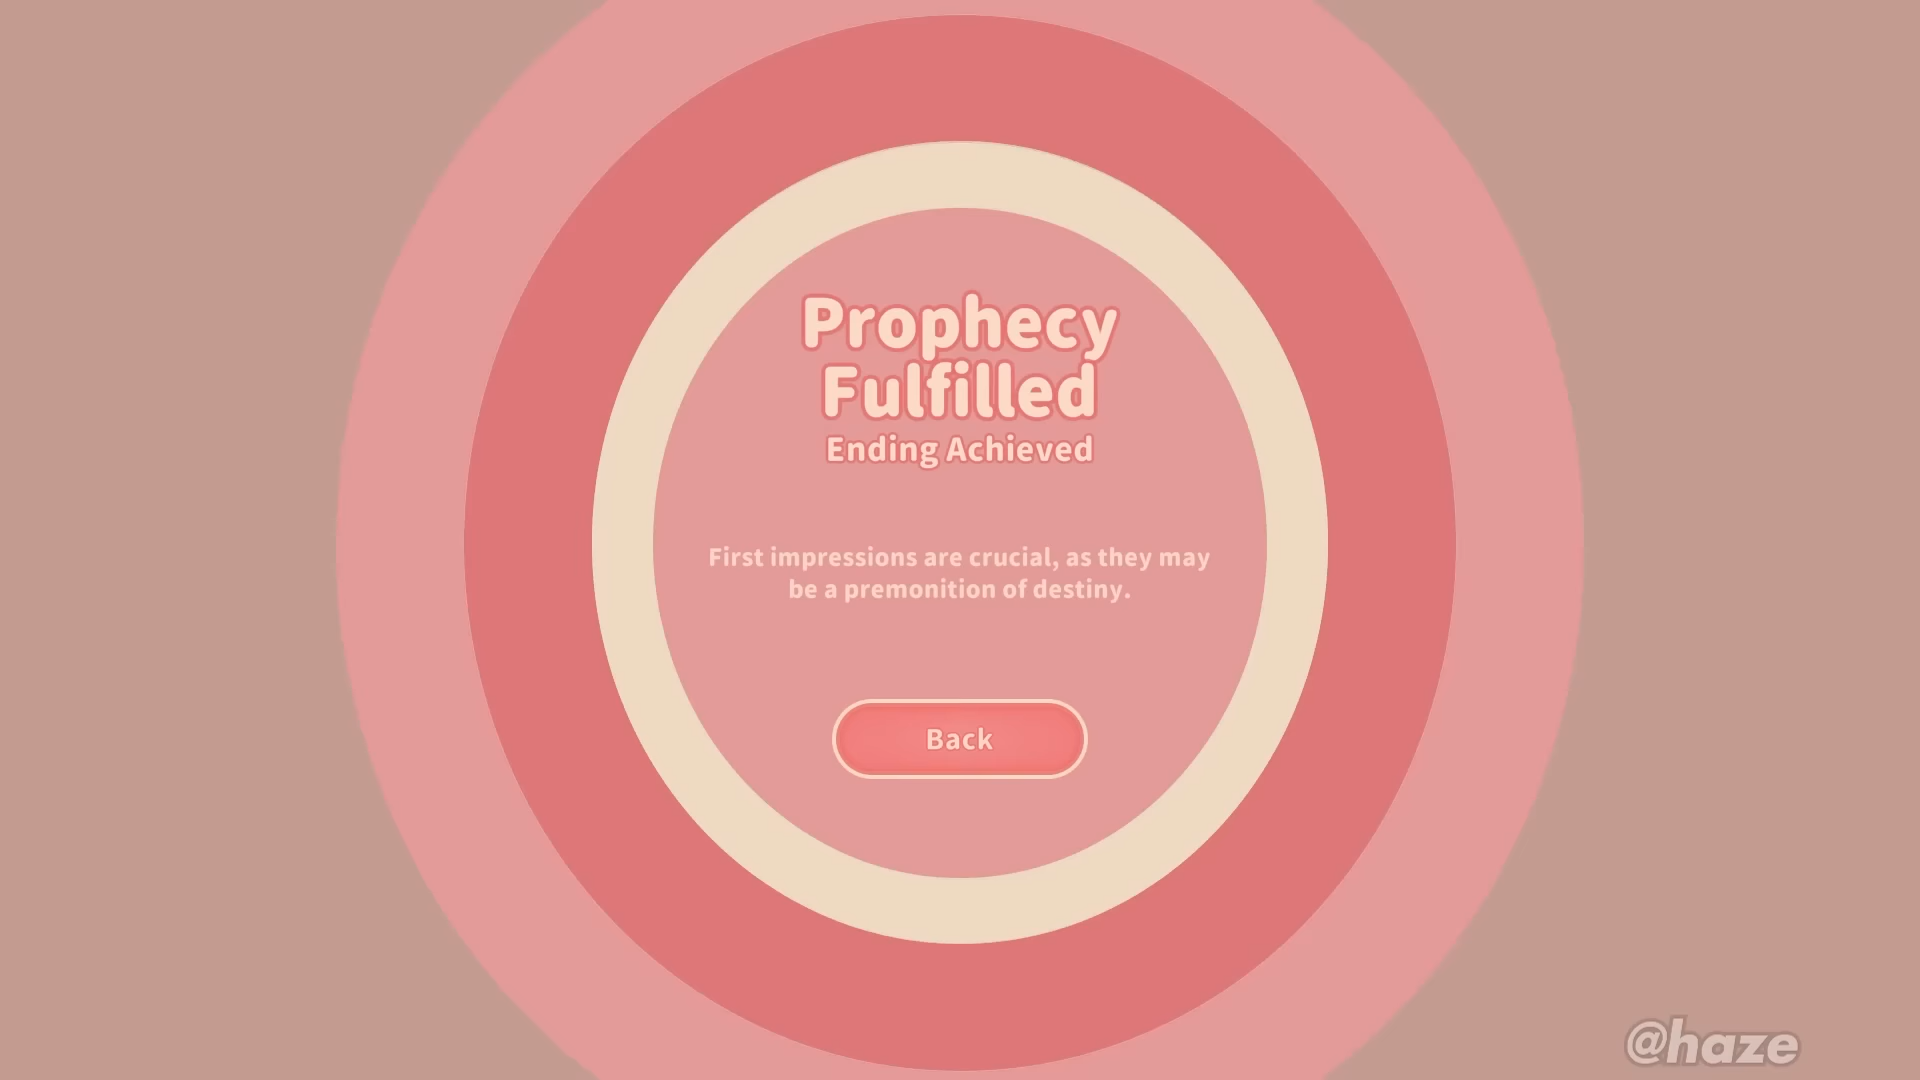 Prophecy
Fulfilled
Ending Achieved
First impressions are crucial, as they may
be a premonition of destiny.
Back
@haze